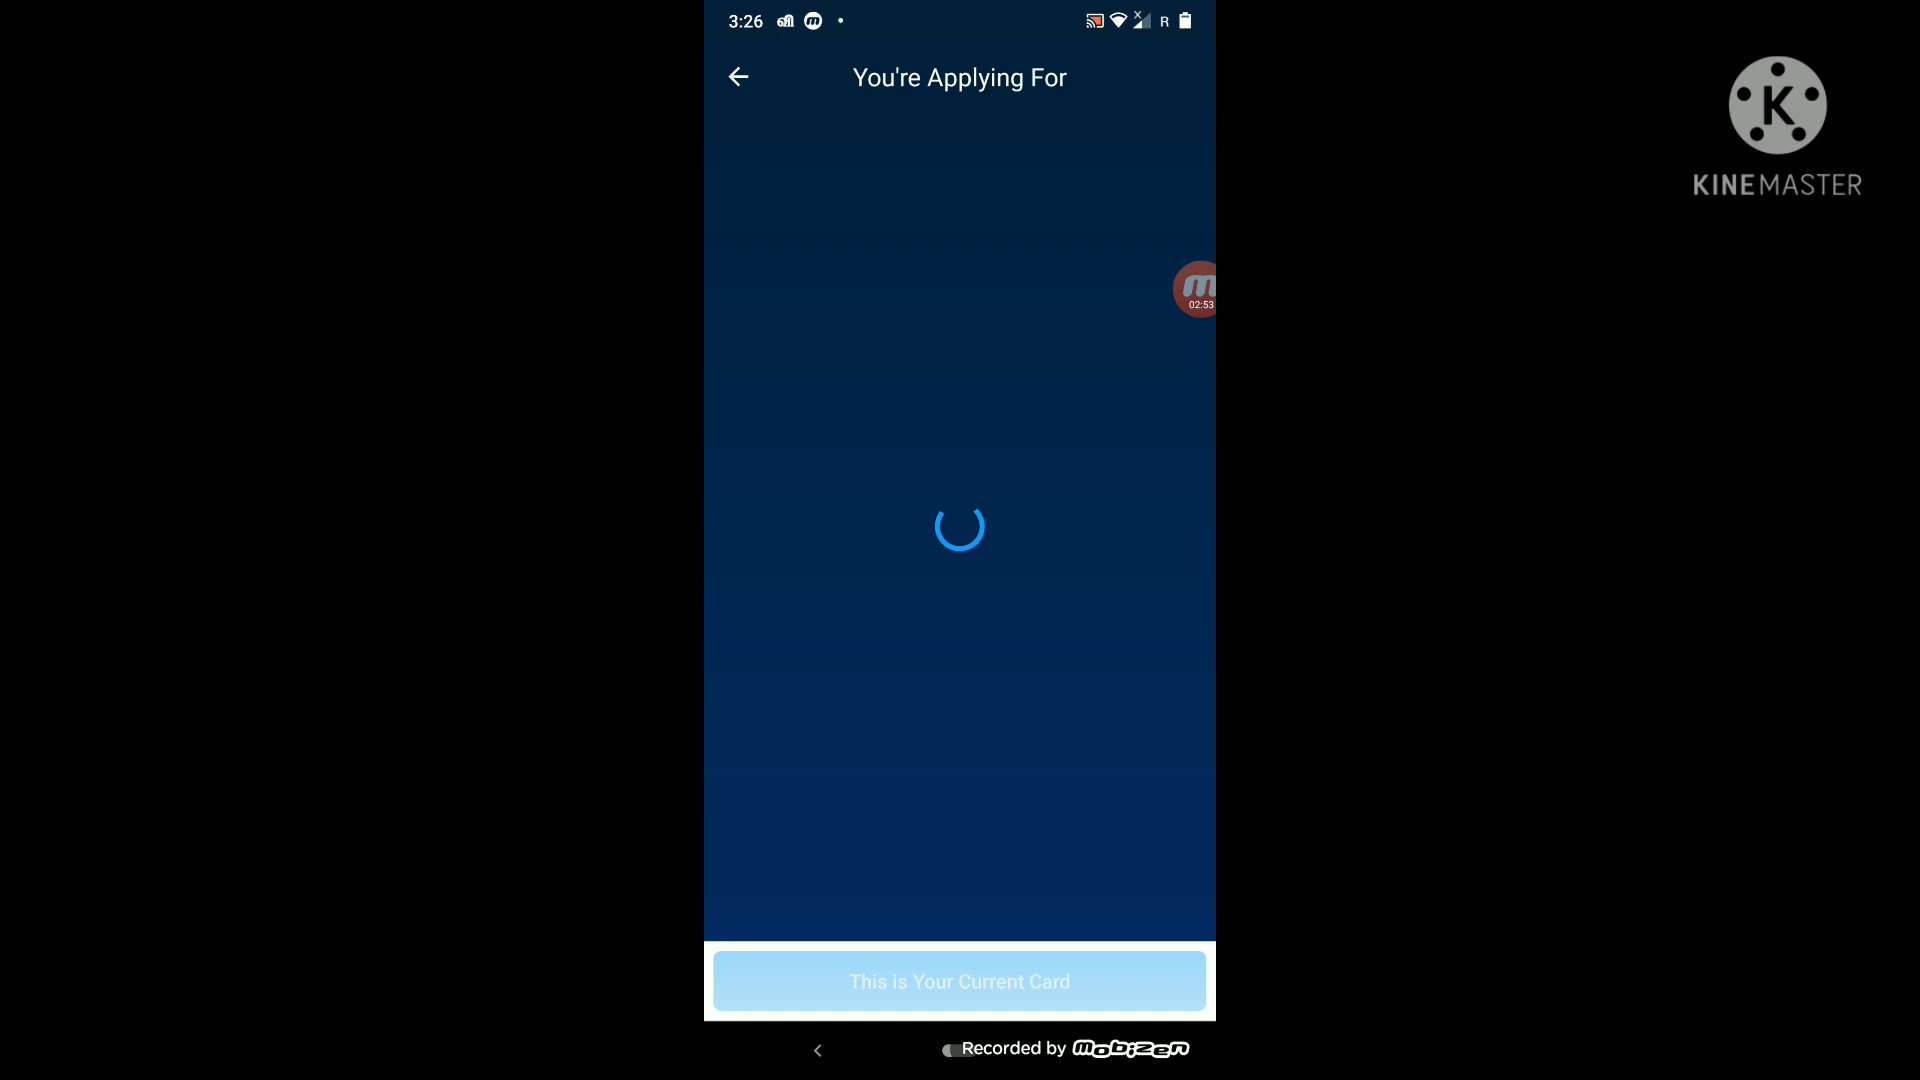 3:26 வி m R
You're Applying For
K
KINEMASTER
m
02:53
This is Your Current Card
Recorded by mobizen